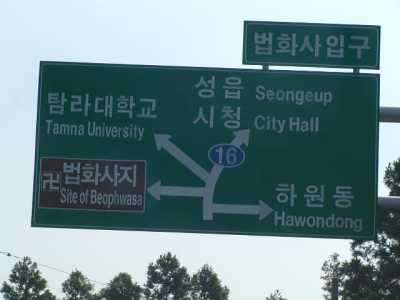 법화사입구
성읍 Seongeup
시청 City Hall
탐라대학교
Tamna University
16
법화사지
Site of Beophwasa
하원동
Hawondong